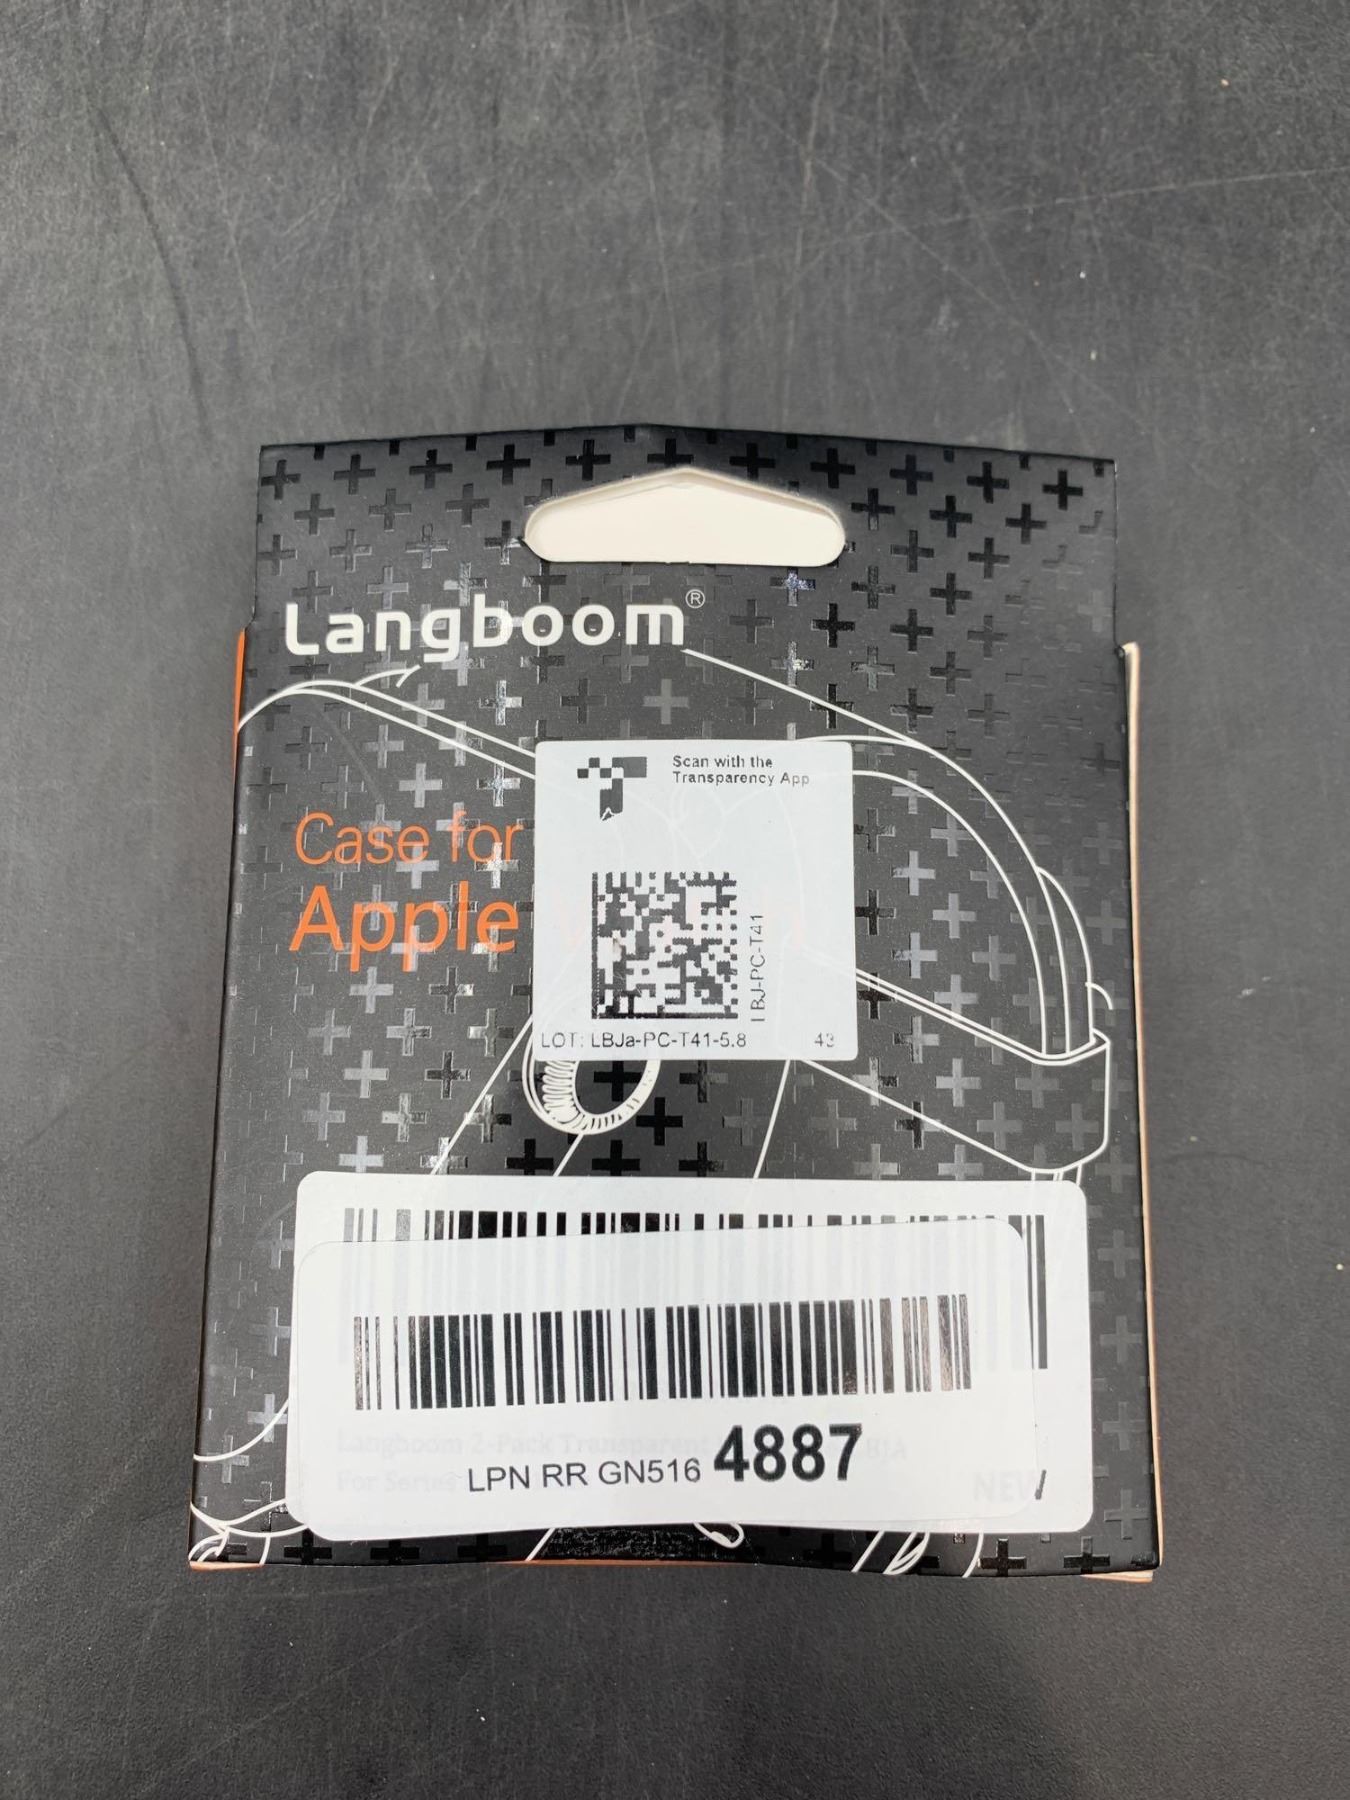 Langboom®
Scan with the
Transparency App
Case for
Apple watch
LBJ-PC-T41
LOT: LBJa-PC-T41-5.8 43
Langboom 2-Pack Transparent
For Series
LPN RR GN516 4887
NEW